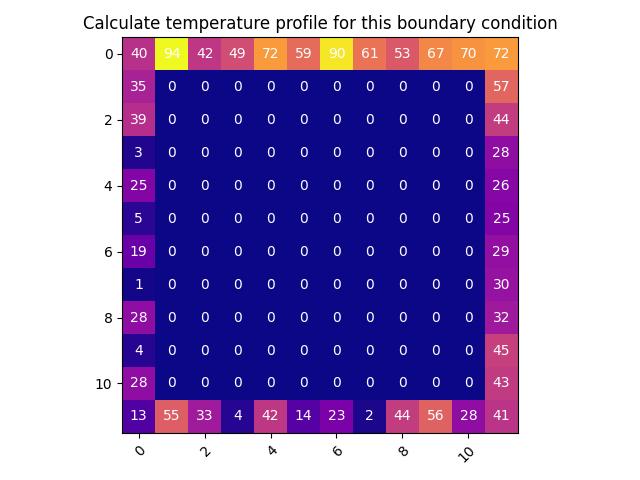 Calculate temperature profile for this boundary condition
0 40 94 42 49 72 59 90 61 53 67 70 72
35 0 0 0 0 0 0 0 0 0 0 57
2 39 0 0 0 0 0 0 0 0 0 0 44
3 0 0 0 0 0 0 0 0 0 0 28
4 25 0 0 0 0 0 0 0 0 0 0 26
5 0 0 0 0 0 0 0 0 0 0 25
6 19 0 0 0 0 0 0 0 0 0 0 29
1 0 0 0 0 0 0 0 0 0 0 30
8 28 0 0 0 0 0 0 0 0 0 0 32
4 0 0 0 0 0 0 0 0 0 0 45
10 28 0 0 0 0 0 0 0 0 0 0 43
13 55 33 4 42 14 23 2 44 56 28 41
0 2 4 6 8 10